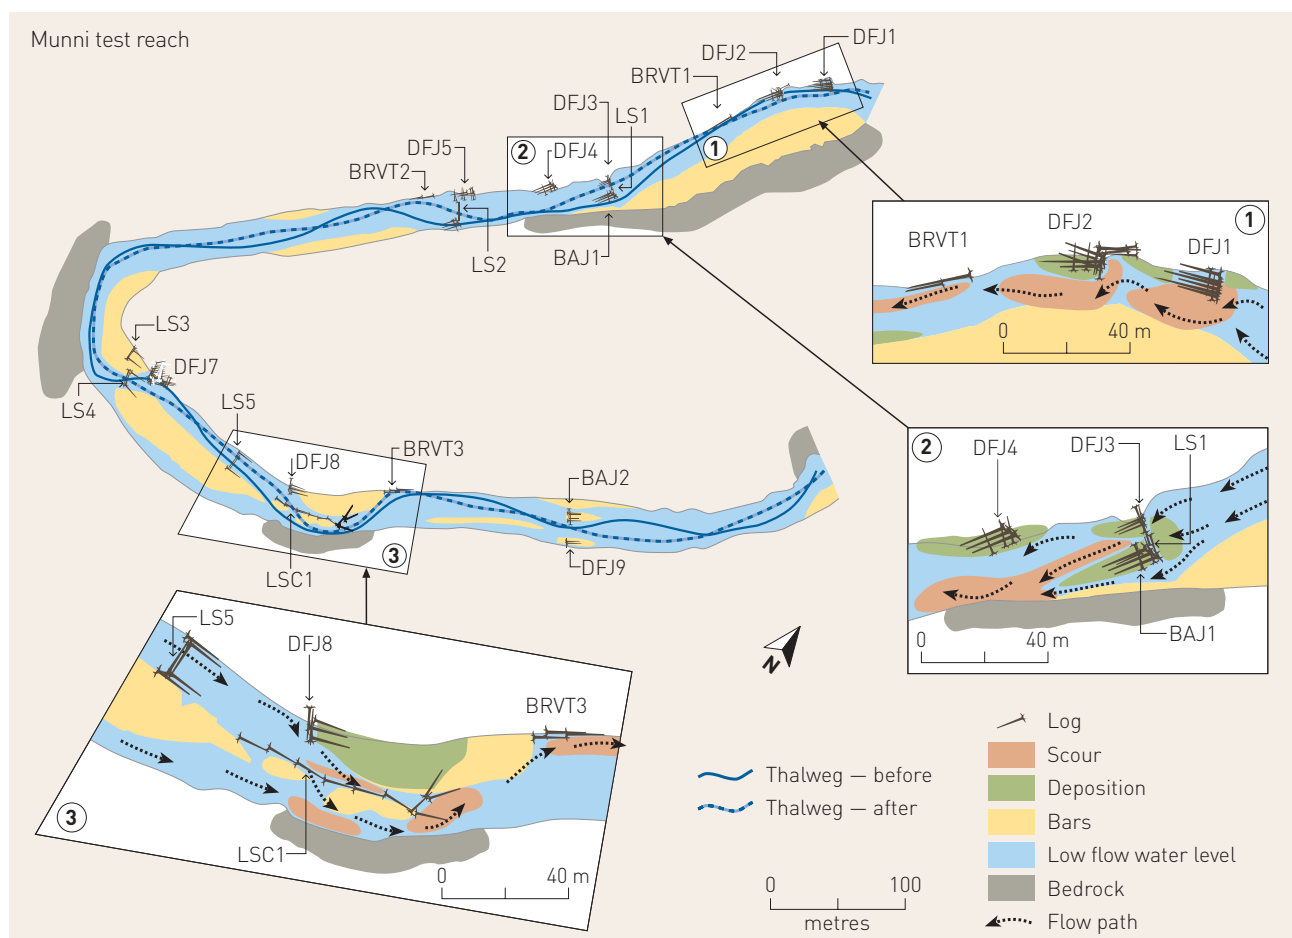 Munni test reach
DFJ1
DFJ2
BRVT1
DFJ3
LS1
DFJ5
2
DFJ4
1
BRVT2
LS2
BAJ1
LS3
DFJ7
LS4
LS5
DFJ8
BRVT3
BAJ2
LSC1
3
DFJ9
1
BRVT1
DFJ2
DFJ1
0
40 m
2
DFJ4
DFJ3
LS1
0
40 m
BAJ1
LS5
DFJ8
BRVT3
3
LSC1
0
40 m
N
Thalweg — before
Thalweg — after
0
100
metres
Log
Scour
Deposition
Bars
Low flow water level
Bedrock
Flow path